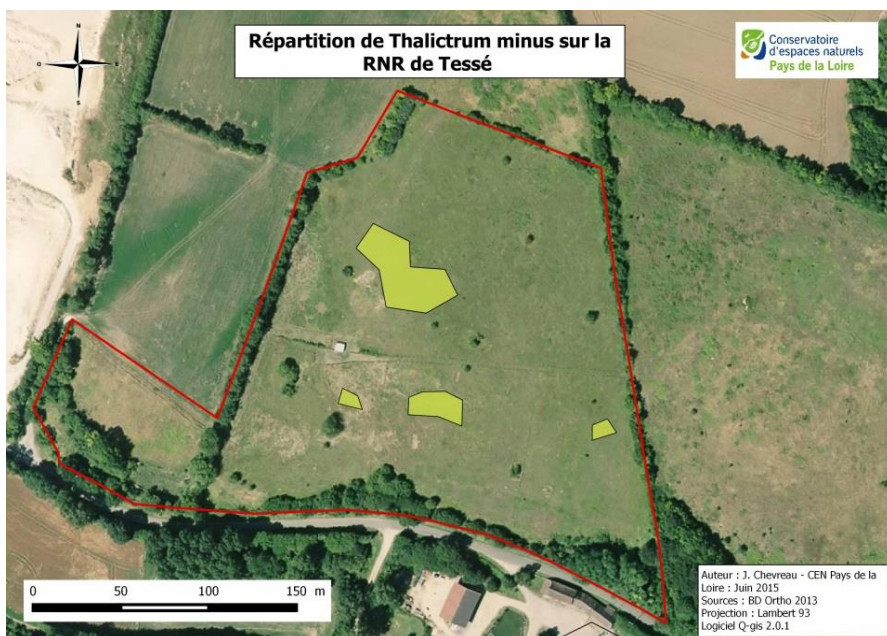 Répartition de Thalictrum minus sur la
RNR de Tessé
Conservatoire
d'espaces naturels
Pays de la Loire
N
O
E
S
0 50 100 150 m
Auteur : J. Chevreau - CEN Pays de la
Loire : Juin 2015
Sources : BD Ortho 2013
Projection : Lambert 93
Logiciel Q-gis 2.0.1